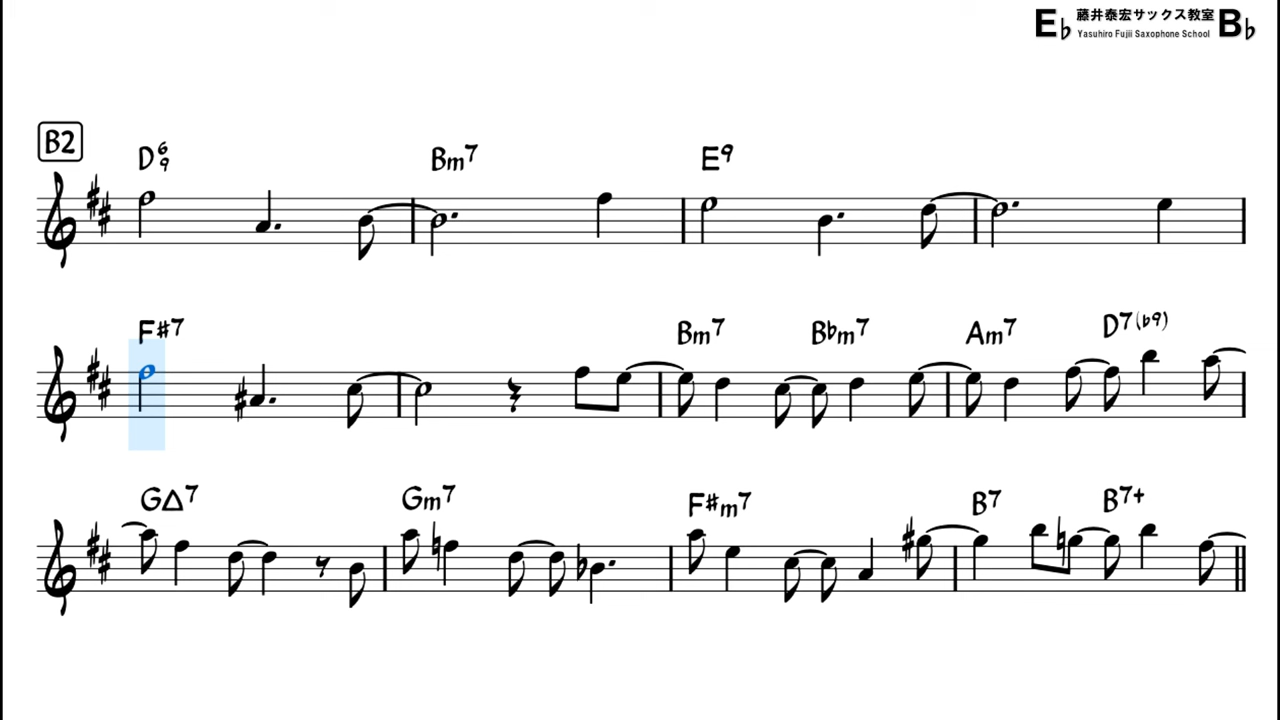 E♭ 藤井泰宏サックス教室 B♭
Yasuhiro Fujii Saxophone School
B2
D6 9 Bm7 E9
F#7 Bm7 B♭m7 Am7 D7(♭9)
G△7 Gm7 F#m7 B7 B7+